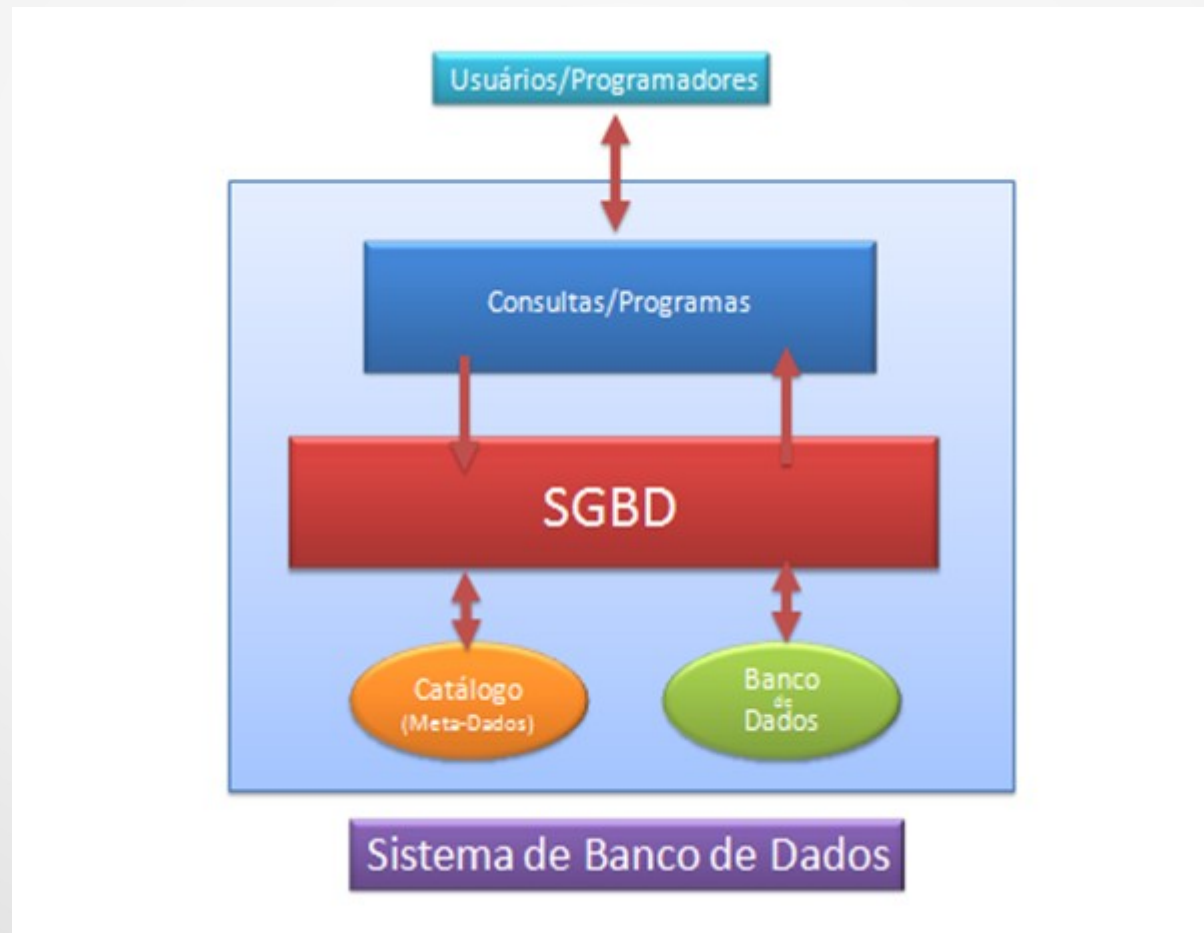 Usuários/Programadores
Consultas/Programas
SGBD
Catálogo
(Meta-Dados)
Banco
de
Dados
Sistema de Banco de Dados